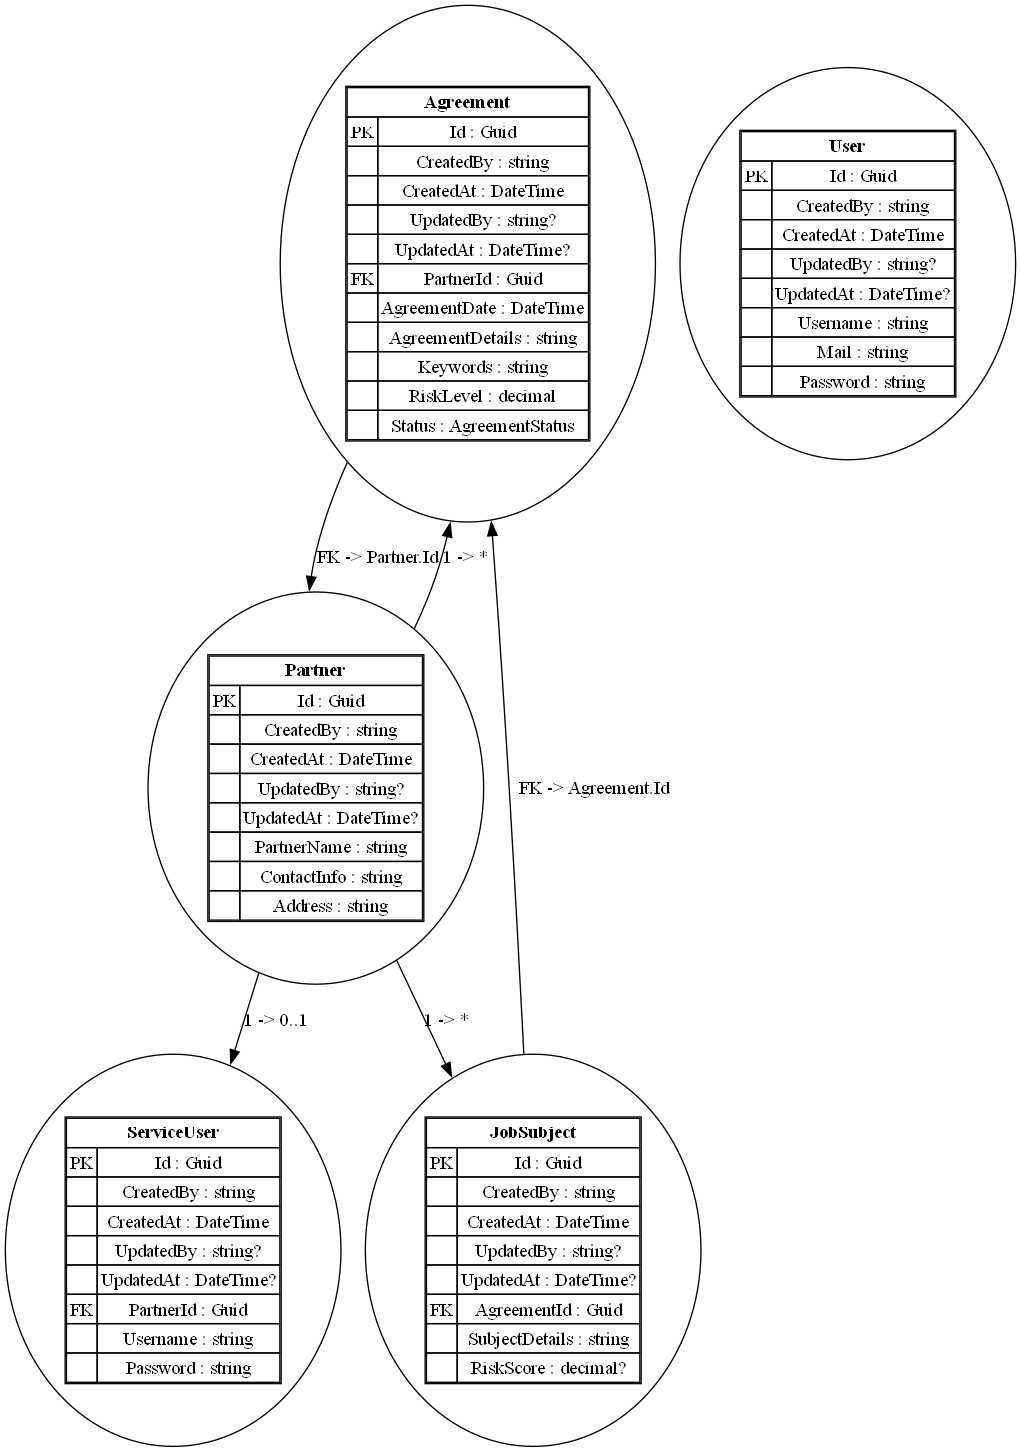 Agreement
PK Id : Guid
CreatedBy : string
CreatedAt : DateTime
UpdatedBy : string?
UpdatedAt : DateTime?
FK PartnerId : Guid
AgreementDate : DateTime
AgreementDetails : string
Keywords : string
RiskLevel : decimal
Status : AgreementStatus
User
PK Id : Guid
CreatedBy : string
CreatedAt : DateTime
UpdatedBy : string?
UpdatedAt : DateTime?
Username : string
Mail : string
Password : string
FK -> Partner.Id
1 -> *
Partner
PK Id : Guid
CreatedBy : string
CreatedAt : DateTime
UpdatedBy : string?
UpdatedAt : DateTime?
PartnerName : string
ContactInfo : string
Address : string
FK -> Agreement.Id
1 -> 0..1
1 -> *
ServiceUser
PK Id : Guid
CreatedBy : string
CreatedAt : DateTime
UpdatedBy : string?
UpdatedAt : DateTime?
FK PartnerId : Guid
Username : string
Password : string
JobSubject
PK Id : Guid
CreatedBy : string
CreatedAt : DateTime
UpdatedBy : string?
UpdatedAt : DateTime?
FK AgreementId : Guid
SubjectDetails : string
RiskScore : decimal?